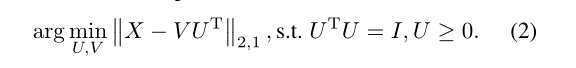 arg min_{U,V} ‖X − VU^T‖_{2,1} , s.t. U^T U = I, U ≥ 0. (2)